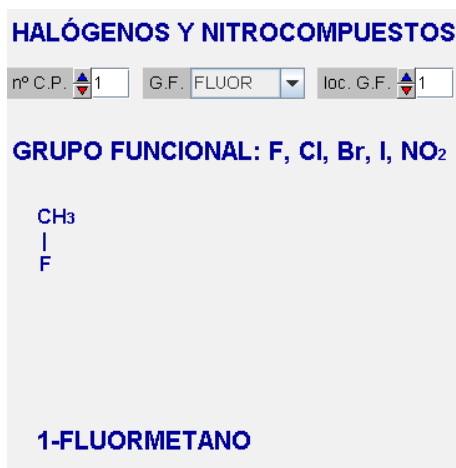 HALÓGENOS Y NITROCOMPUESTOS
nº C.P. 1 G.F. FLUOR loc. G.F. 1
GRUPO FUNCIONAL: F, Cl, Br, I, NO₂
CH₃
|
F
1-FLUORMETANO